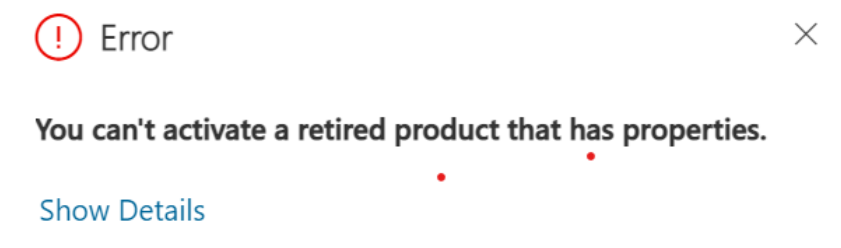 Error
You can't activate a retired product that has properties.
Show Details